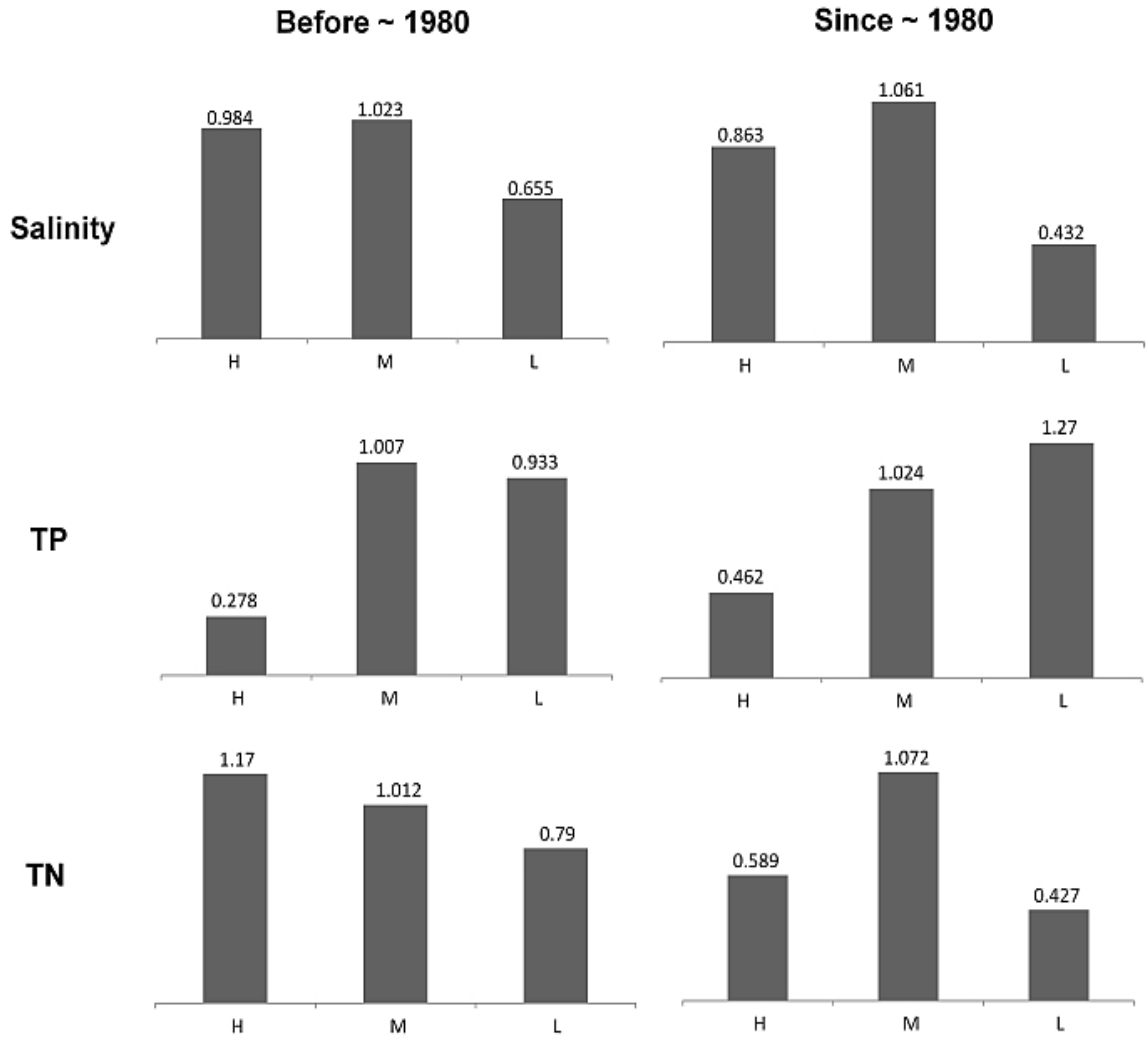 Before ~ 1980
Since ~ 1980
Salinity
0.984
1.023
0.655
H
M
L
0.863
1.061
0.432
H
M
L
TP
0.278
1.007
0.933
H
M
L
0.462
1.024
1.27
H
M
L
TN
1.17
1.012
0.79
H
M
L
0.589
1.072
0.427
H
M
L